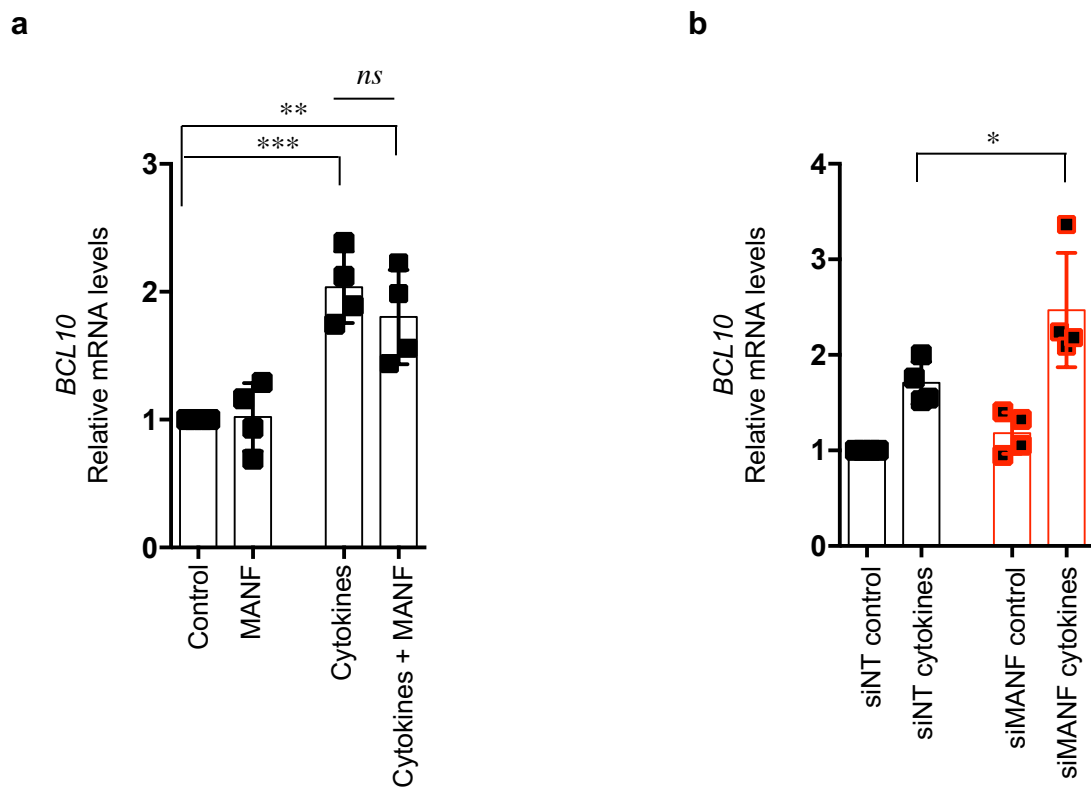 a
ns
**
***
BCL10
Relative mRNA levels
3
2
1
0
Control
MANF
Cytokines
Cytokines + MANF
b
*
BCL10
Relative mRNA levels
4
3
2
1
0
siNT control
siNT cytokines
siMANF control
siMANF cytokines